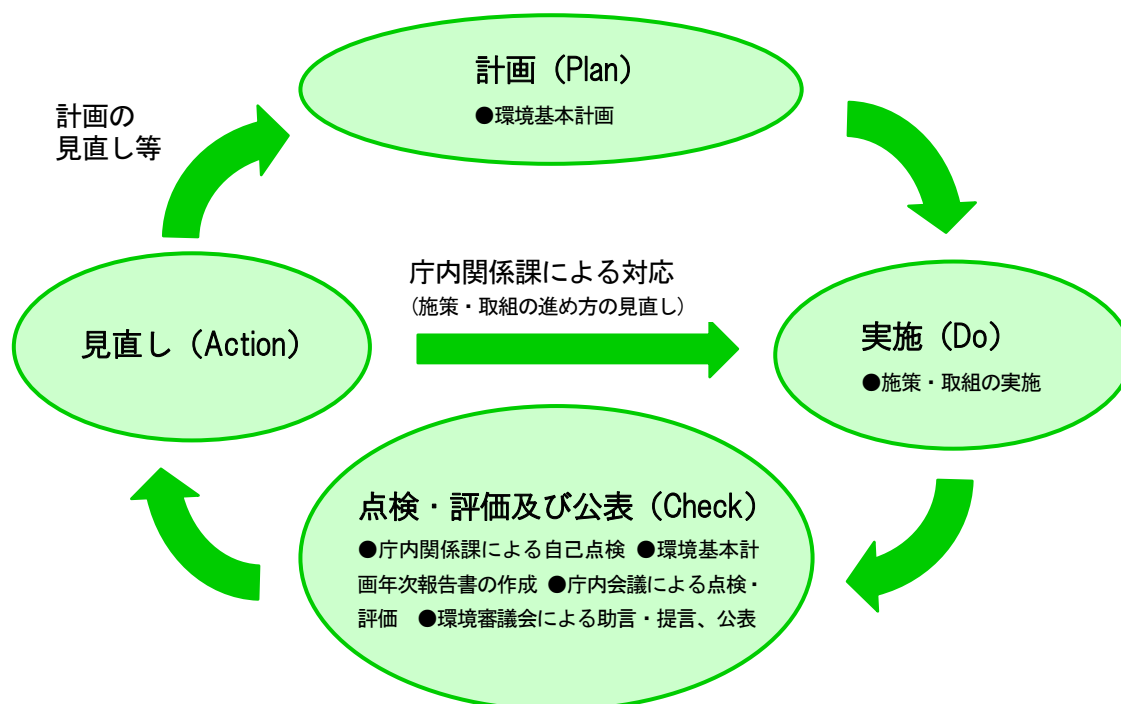 計画（Plan）
●環境基本計画
計画の
見直し等
庁内関係課による対応
(施策・取組の進め方の見直し)
見直し（Action）
実施（Do）
●施策・取組の実施
点検・評価及び公表（Check）
●庁内関係課による自己点検 ●環境基本計
画年次報告書の作成 ●庁内会議による点検・
評価　●環境審議会による助言・提言、公表